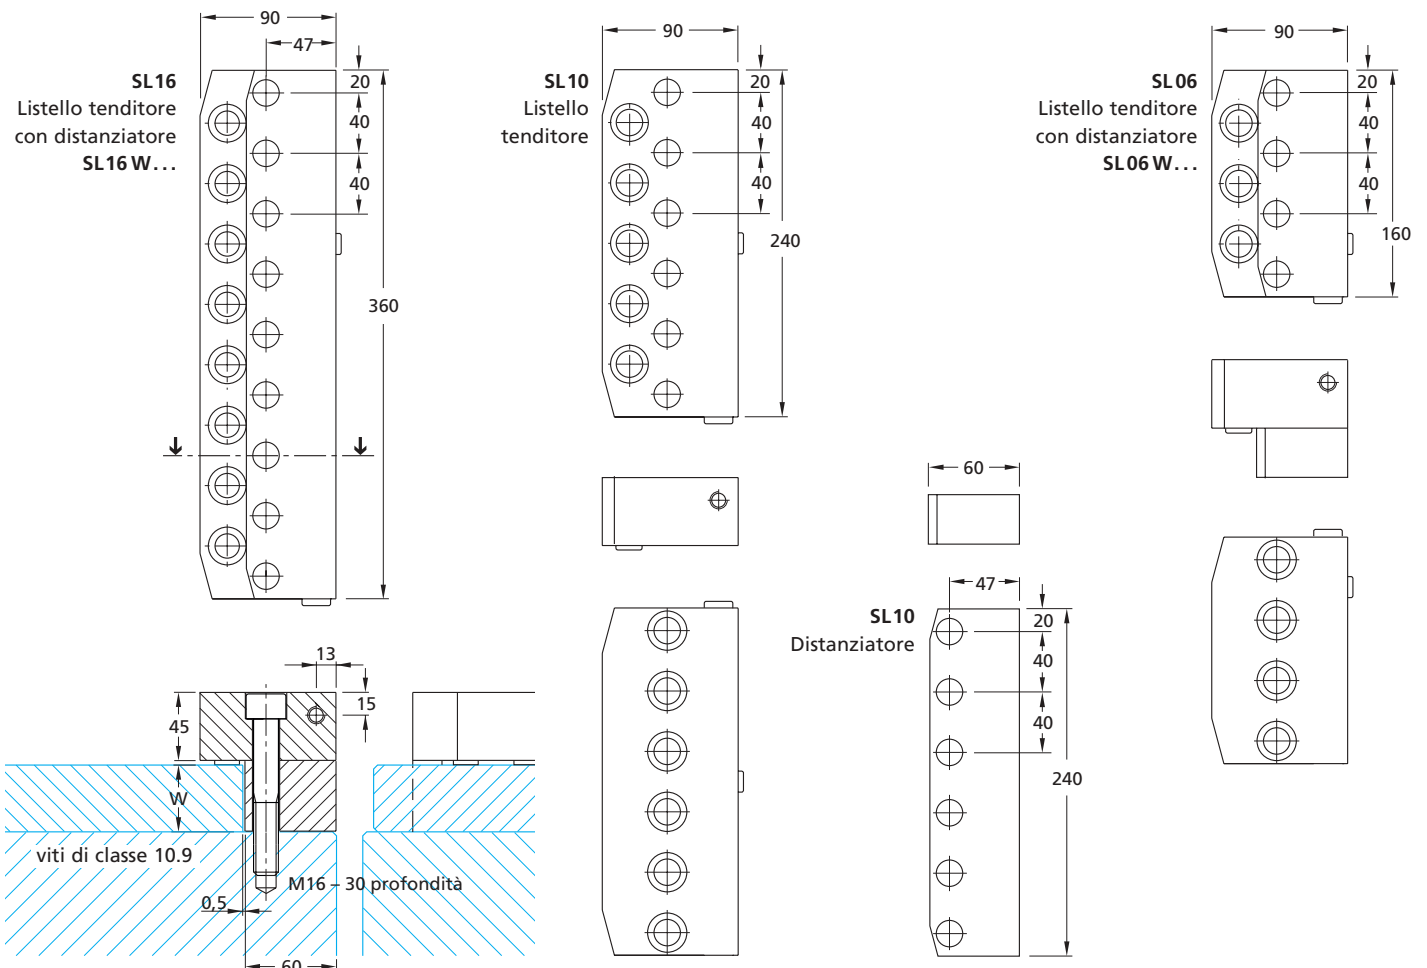 90
47
SL16
Listello tenditore
con distanziatore
SL16 W...
20
40
40
360
90
SL10
Listello
tenditore
20
40
40
240
90
SL06
Listello tenditore
con distanziatore
SL06 W...
20
40
40
160
60
47
SL10
Distanziatore
20
40
40
240
13
15
45
W
viti di classe 10.9
M16 – 30 profondità
0,5
60